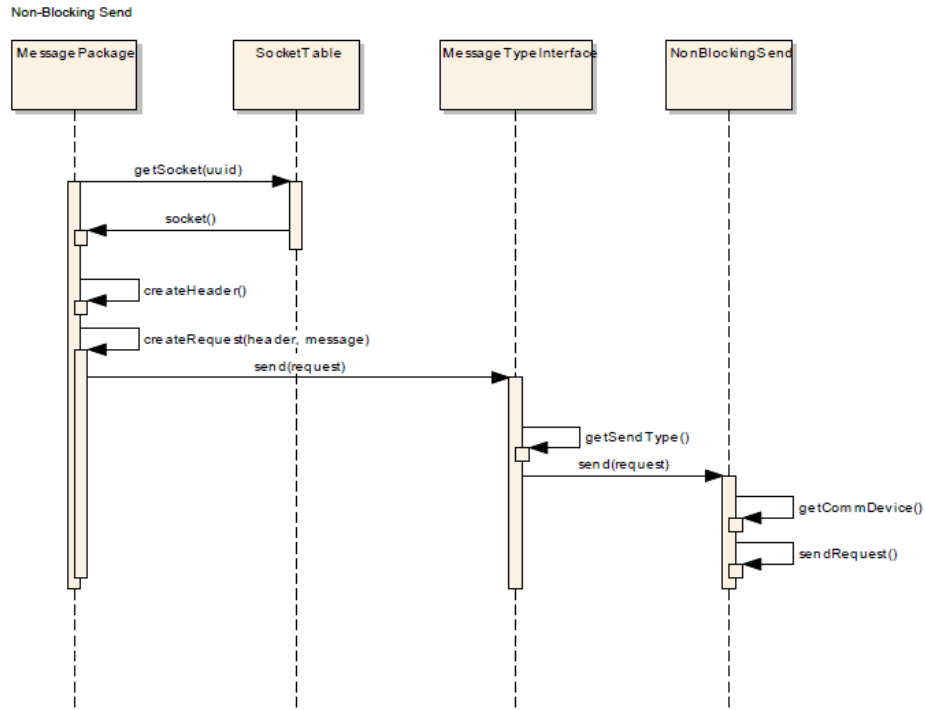 Non-Blocking Send
MessagePackage
SocketTable
MessageTypeInterface
NonBlockingSend
getSocket(uuid)
socket()
createHeader()
createRequest(header, message)
send(request)
getSendType()
send(request)
getCommDevice()
sendRequest()